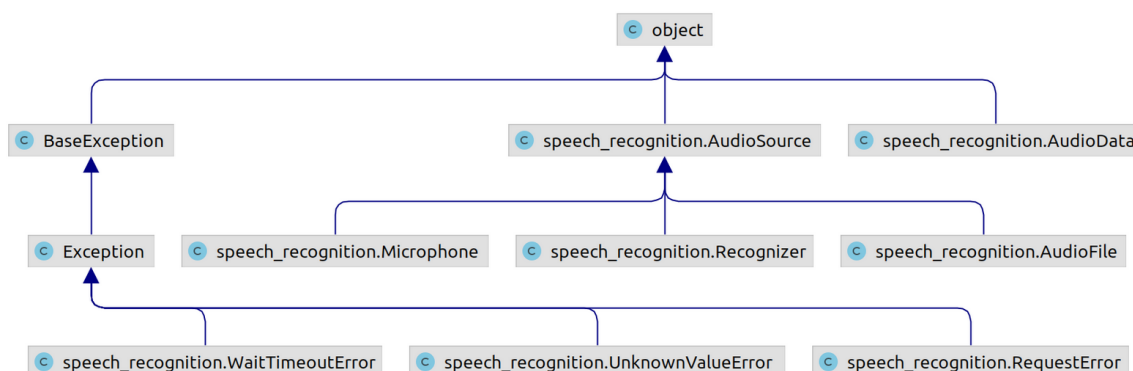 C object
C BaseException
C speech_recognition.AudioSource
C speech_recognition.AudioData
C Exception
C speech_recognition.Microphone
C speech_recognition.Recognizer
C speech_recognition.AudioFile
C speech_recognition.WaitTimeoutError
C speech_recognition.UnknownValueError
C speech_recognition.RequestError